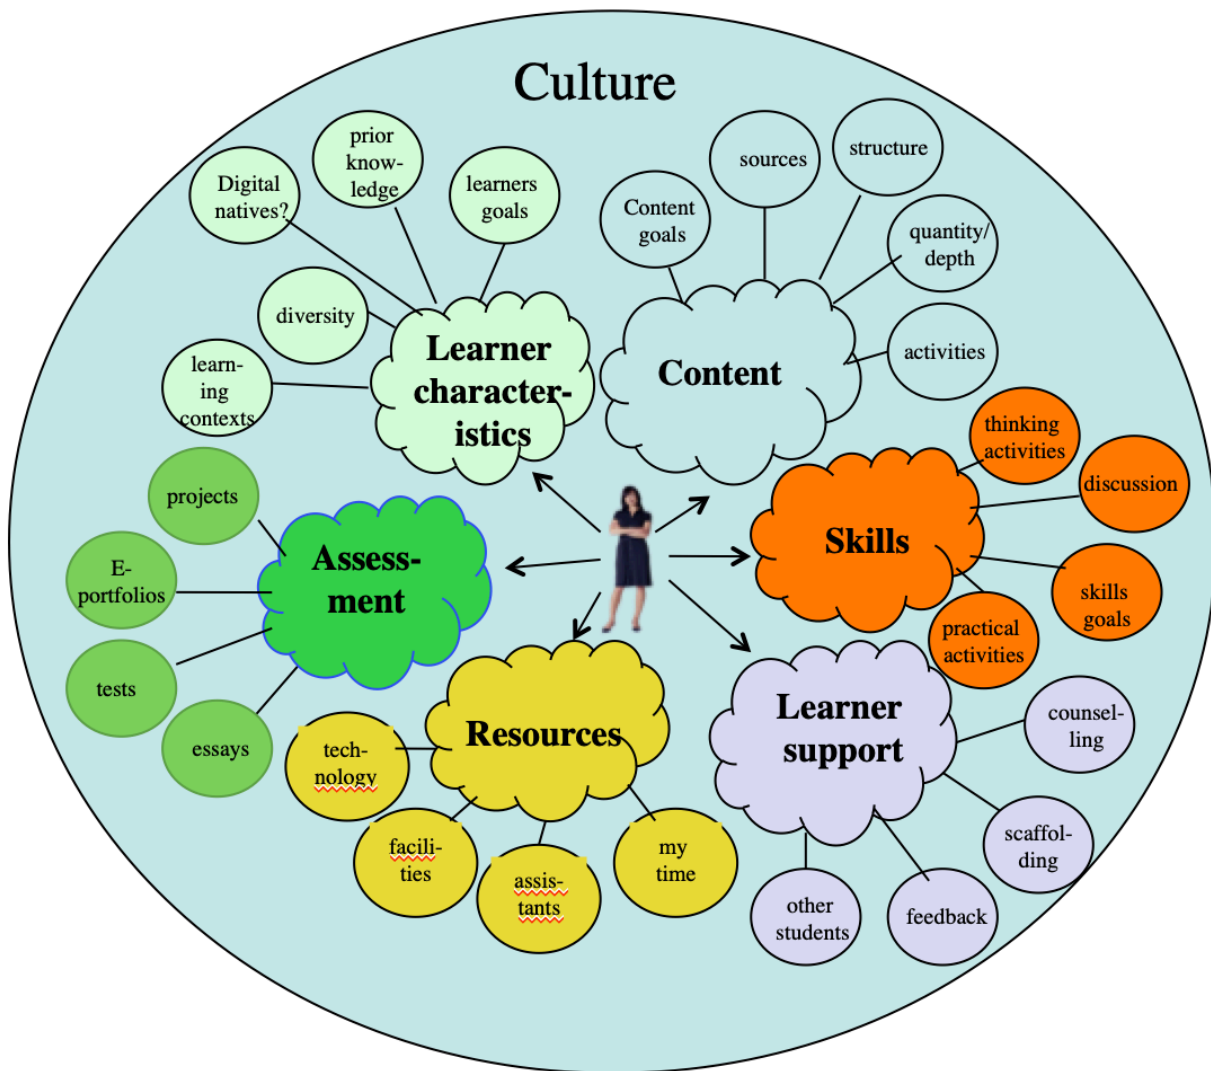 Culture
Digital
natives?
prior
know-
ledge
learners
goals
diversity
learn-
ing
contexts
Learner
character-
istics
Content
goals
sources
structure
quantity/
depth
activities
Content
thinking
activities
discussion
skills
goals
practical
activities
Skills
projects
E-
portfolios
tests
essays
Assess-
ment
Resources
tech-
nology
facili-
ties
assis-
tants
my
time
Learner
support
counsel-
ling
scaffol-
ding
feedback
other
students